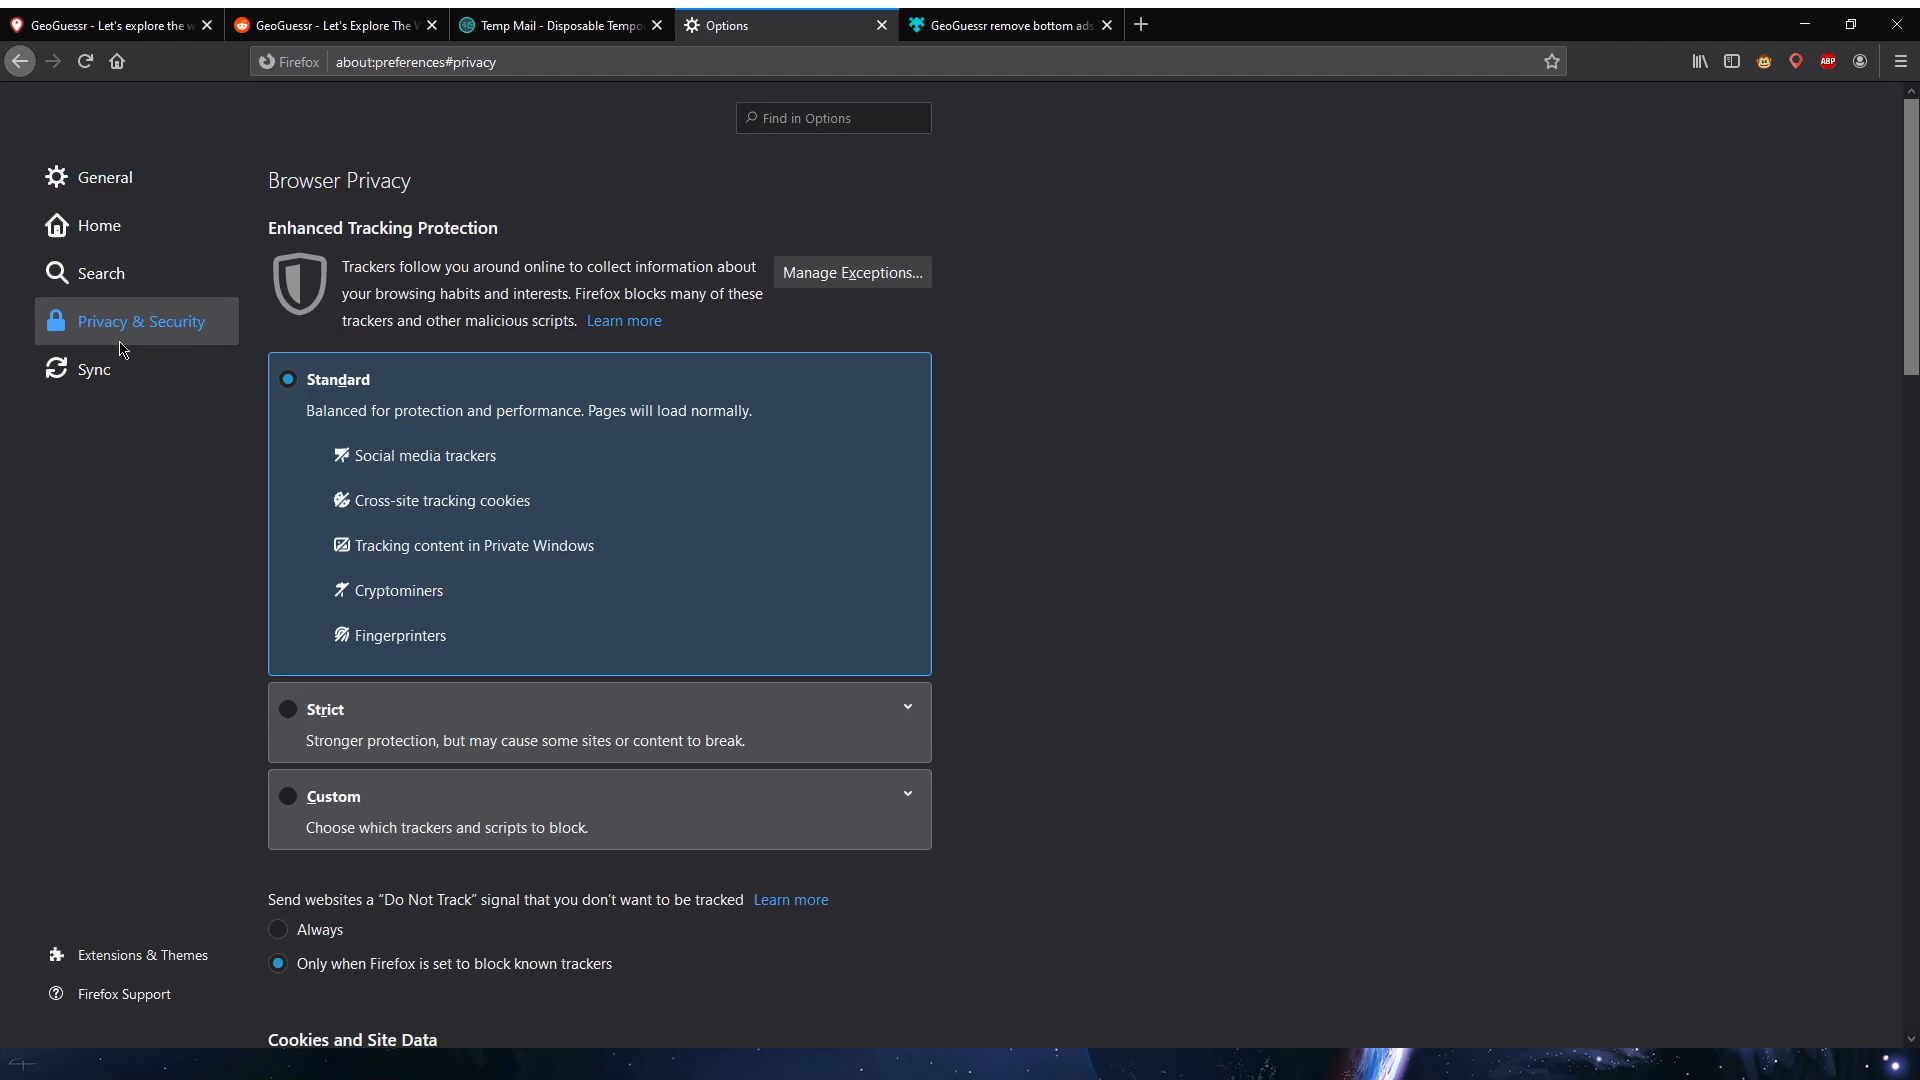 GeoGuessr - Let's explore the w
GeoGuessr - Let's Explore The W
Temp Mail - Disposable Tempo
Options
GeoGuessr remove bottom ads
Firefox
about:preferences#privacy
ABP
Find in Options
General
Home
Search
Privacy & Security
Sync
Browser Privacy
Enhanced Tracking Protection
Trackers follow you around online to collect information about
your browsing habits and interests. Firefox blocks many of these
trackers and other malicious scripts. Learn more
Manage Exceptions...
Standard
Balanced for protection and performance. Pages will load normally.
Social media trackers
Cross-site tracking cookies
Tracking content in Private Windows
Cryptominers
Fingerprinters
Strict
Stronger protection, but may cause some sites or content to break.
Custom
Choose which trackers and scripts to block.
Send websites a “Do Not Track” signal that you don’t want to be tracked Learn more
Always
Only when Firefox is set to block known trackers
Cookies and Site Data
Extensions & Themes
Firefox Support